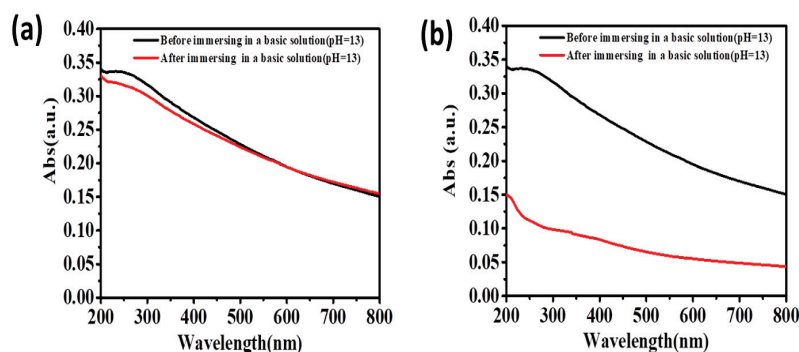 (a)
Before immersing in a basic solution(pH=13)
After immersing in a basic solution(pH=13)
Abs(a.u.)
0.40
0.35
0.30
0.25
0.20
0.15
0.10
0.05
0.00
200 300 400 500 600 700 800
Wavelength(nm)
(b)
Before immersing in a basic solution(pH=13)
After immersing in a basic solution(pH=13)
Abs (a.u.)
0.40
0.35
0.30
0.25
0.20
0.15
0.10
0.05
0.00
200 300 400 500 600 700 800
Wavelength(nm)